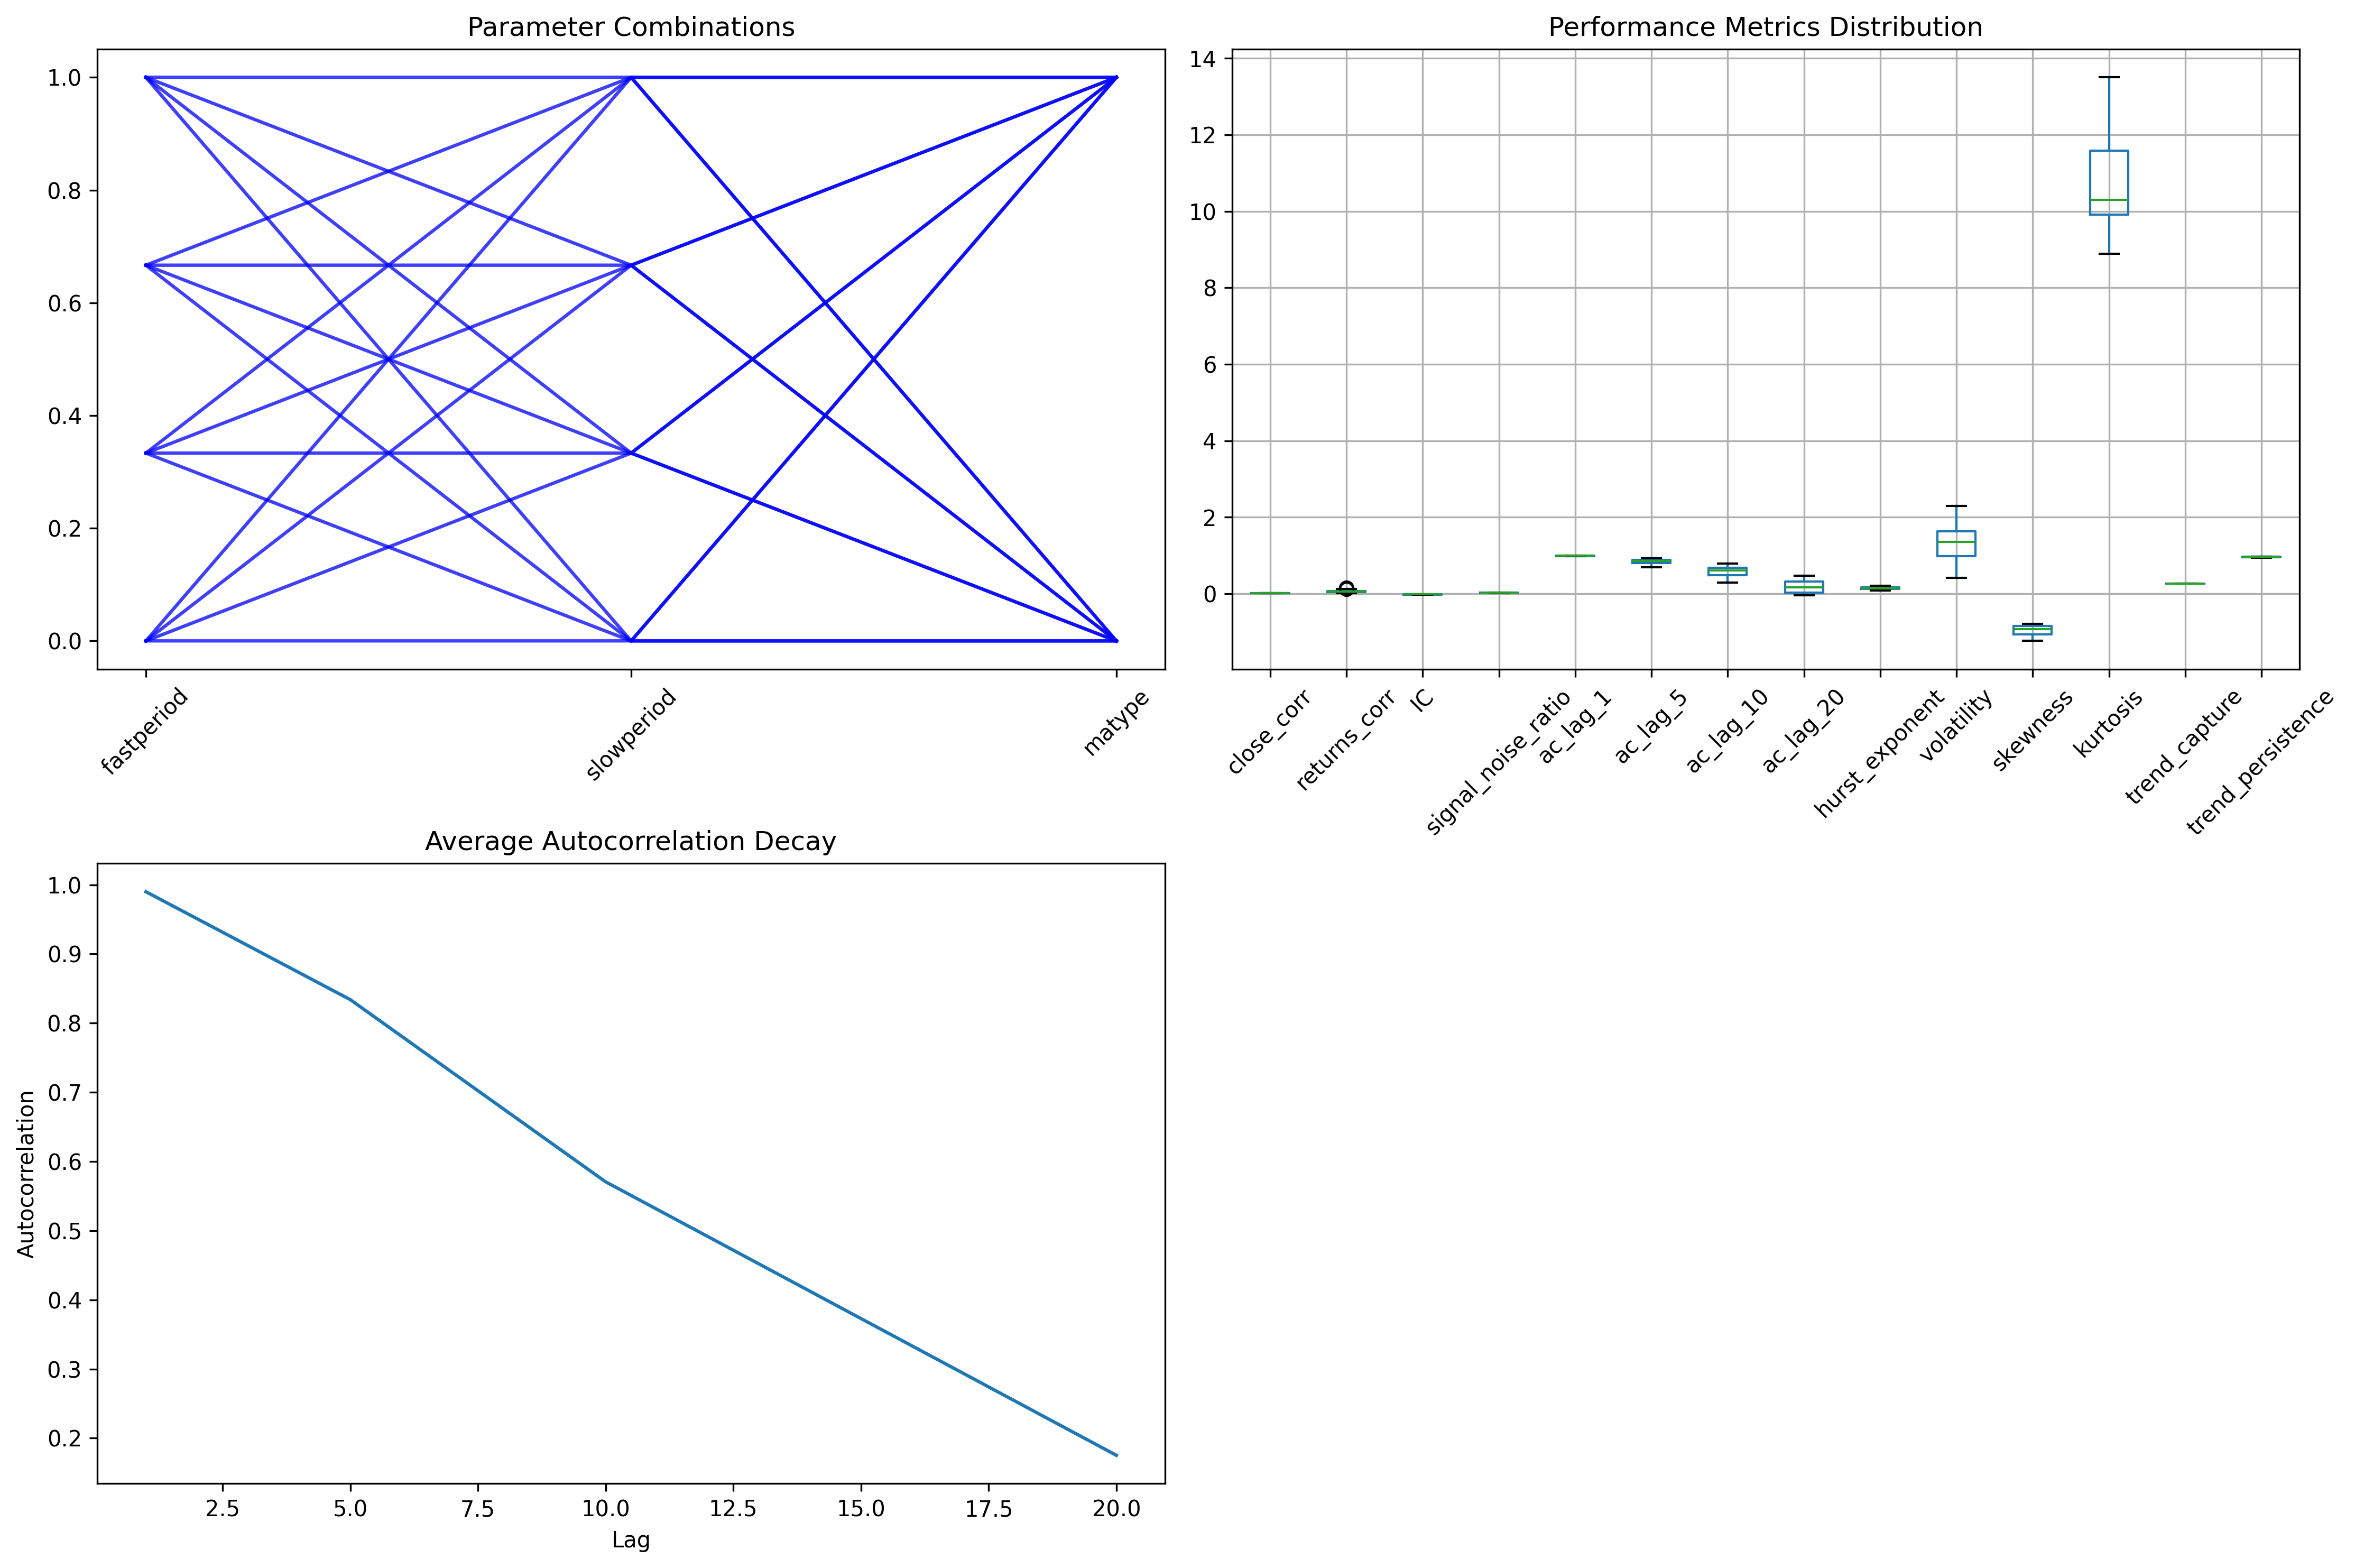 Parameter Combinations
1.0
0.8
0.6
0.4
0.2
0.0
fastperiod
slowperiod
matype
Performance Metrics Distribution
14
12
10
8
6
4
2
0
close_corr
returns_corr
IC
signal_noise_ratio
ac_lag_1
ac_lag_5
ac_lag_10
ac_lag_20
hurst_exponent
volatility
skewness
kurtosis
trend_capture
trend_persistence
Average Autocorrelation Decay
Autocorrelation
1.0
0.9
0.8
0.7
0.6
0.5
0.4
0.3
0.2
2.5 5.0 7.5 10.0 12.5 15.0 17.5 20.0
Lag